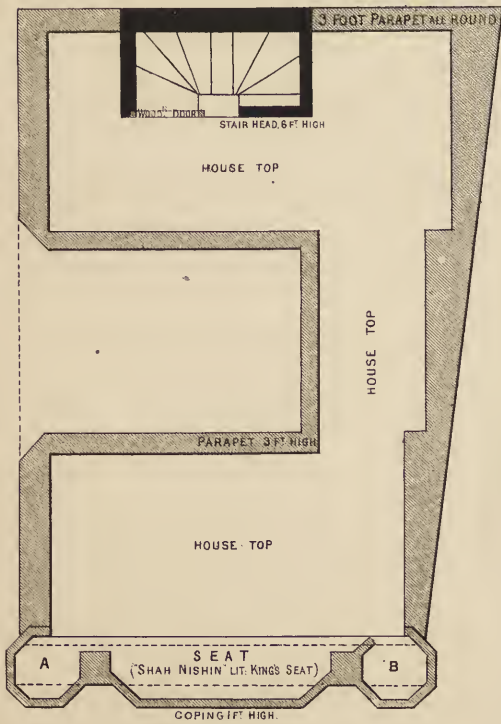 3 FOOT PARAPET ALL ROUND
WOODN DOORS
STAIR HEAD, 6 FT HIGH
HOUSE TOP
HOUSE TOP
PARAPET 3 FT HIGH
HOUSE TOP
A
SEAT
("SHAH NISHIN" LIT: KING'S SEAT)
B
COPING 1 FT HIGH.